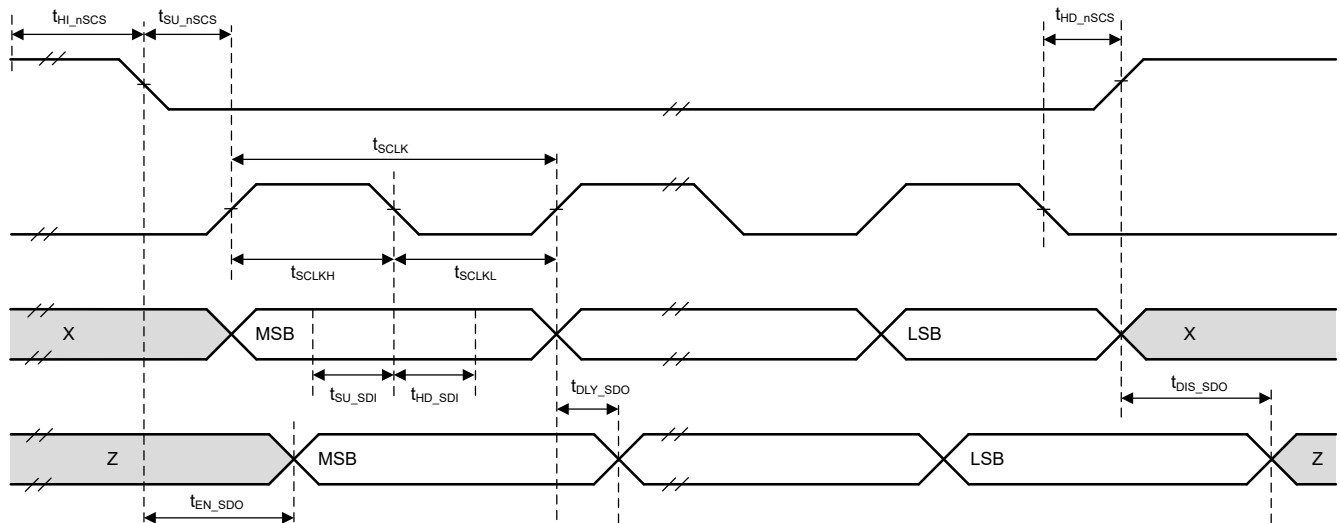 tHI_nSCS tSU_nSCS tHD_nSCS
tSCLK
tSCLKH tSCLKL
X MSB LSB X
tSU_SDI tHD_SDI tDLY_SDO tDIS_SDO
Z MSB LSB Z
tEN_SDO